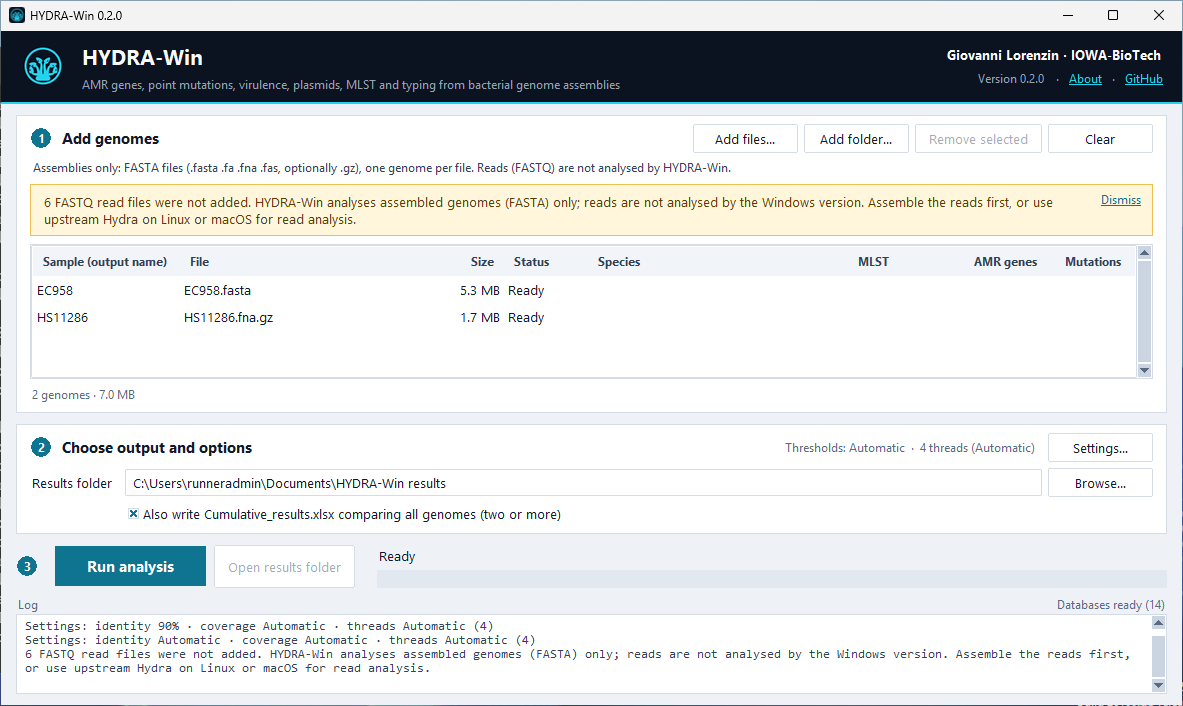 HYDRA-Win 0.2.0
HYDRA-Win
AMR genes, point mutations, virulence, plasmids, MLST and typing from bacterial genome assemblies
Giovanni Lorenzin · IOWA-BioTech
Version 0.2.0 · About · GitHub
1 Add genomes
Add files... Add folder... Remove selected Clear
Assemblies only: FASTA files (.fasta .fa .fna .fas, optionally .gz), one genome per file. Reads (FASTQ) are not analysed by HYDRA-Win.
6 FASTQ read files were not added. HYDRA-Win analyses assembled genomes (FASTA) only; reads are not analysed by the Windows version. Assemble the reads first, or use
upstream Hydra on Linux or macOS for read analysis.
Dismiss
Sample (output name) File Size Status Species MLST AMR genes Mutations
EC958 EC958.fasta 5.3 MB Ready
HS11286 HS11286.fna.gz 1.7 MB Ready
2 genomes · 7.0 MB
2 Choose output and options
Thresholds: Automatic · 4 threads (Automatic) Settings...
Results folder C:\Users\runneradmin\Documents\HYDRA-Win results Browse...
Also write Cumulative_results.xlsx comparing all genomes (two or more)
3 Run analysis Open results folder Ready
Log Databases ready (14)
Settings: identity 90% · coverage Automatic · threads Automatic (4)
Settings: identity Automatic · coverage Automatic · threads Automatic (4)
6 FASTQ read files were not added. HYDRA-Win analyses assembled genomes (FASTA) only; reads are not analysed by the Windows version. Assemble the reads first,
or use upstream Hydra on Linux or macOS for read analysis.